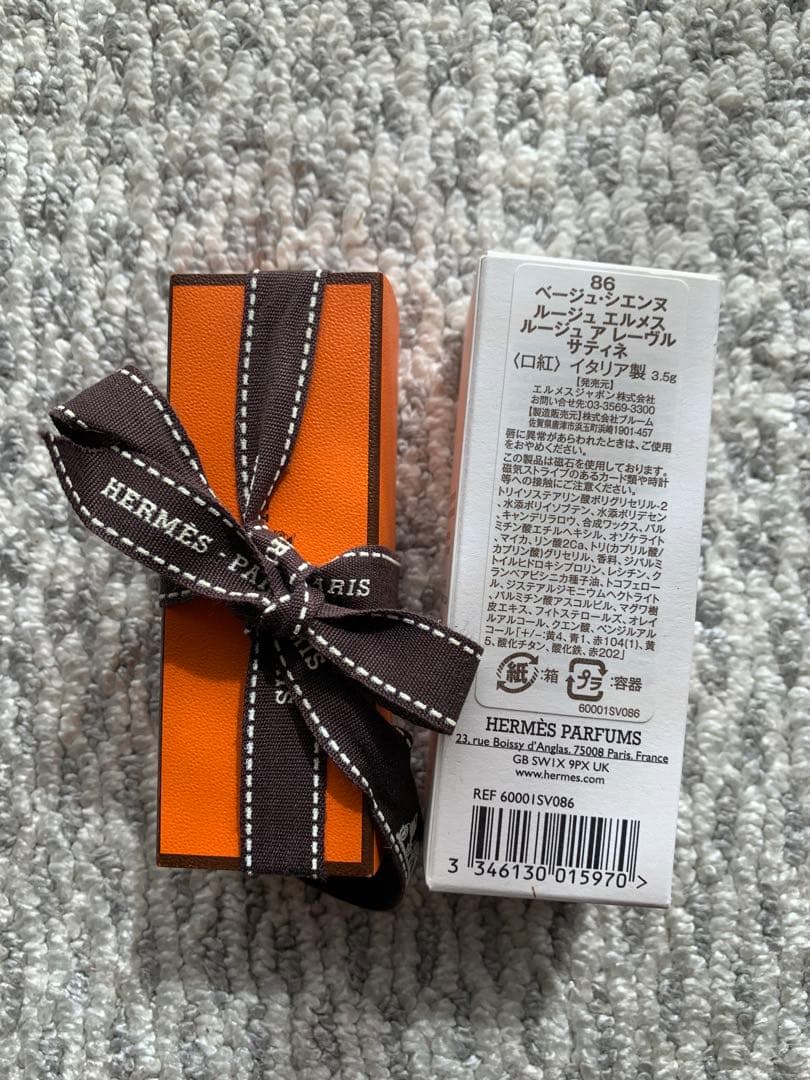 HERMÈS - PA
PARIS
86
ベージュ・シエンヌ
ルージュ エルメス
ルージュ ア レーヴル
サティネ
〈口紅〉イタリア製 3.5g
【発売元】
エルメスジャポン株式会社
お問い合せ先:03-3569-3300
【製造販売元】株式会社ブルーム
佐賀県唐津市浜玉町浜崎1901-457
唇に異常があらわれたときは、ご使用
をおやめください。
この製品は磁石を使用しております。
磁気ストライプのあるカード類や時計
等への接触にご注意ください。
トリイソステアリン酸ポリグリセリル-2
、水添ポリイソブテン、水添ポリデセン
、キャンデリラロウ、合成ワックス、パル
ミチン酸エチルヘキシル、オゾケライト
、マイカ、リン酸2Ca、トリ(カプリル酸/
カプリン酸)グリセリル、香料、ジパルミ
トイルヒドロキシプロリン、レシチン、ク
ランベアビシニカ種子油、トコフェロー
ル、ジステアルジモニウムヘクトライト
、パルミチン酸アスコルビル、マグワ樹
皮エキス、フィトステロールズ、オレイ
ルアルコール、クエン酸、ベンジルアル
コール「+/-:黄4、青1、赤104(1)、黄
5、酸化チタン、酸化鉄、赤202」
紙:箱 プラ:容器
60001SV086
HERMÈS PARFUMS
23, rue Boissy d'Anglas, 75008 Paris, France
GB SW1X 9PX UK
www.hermes.com
REF 60001SV086
3 346130 015970 >